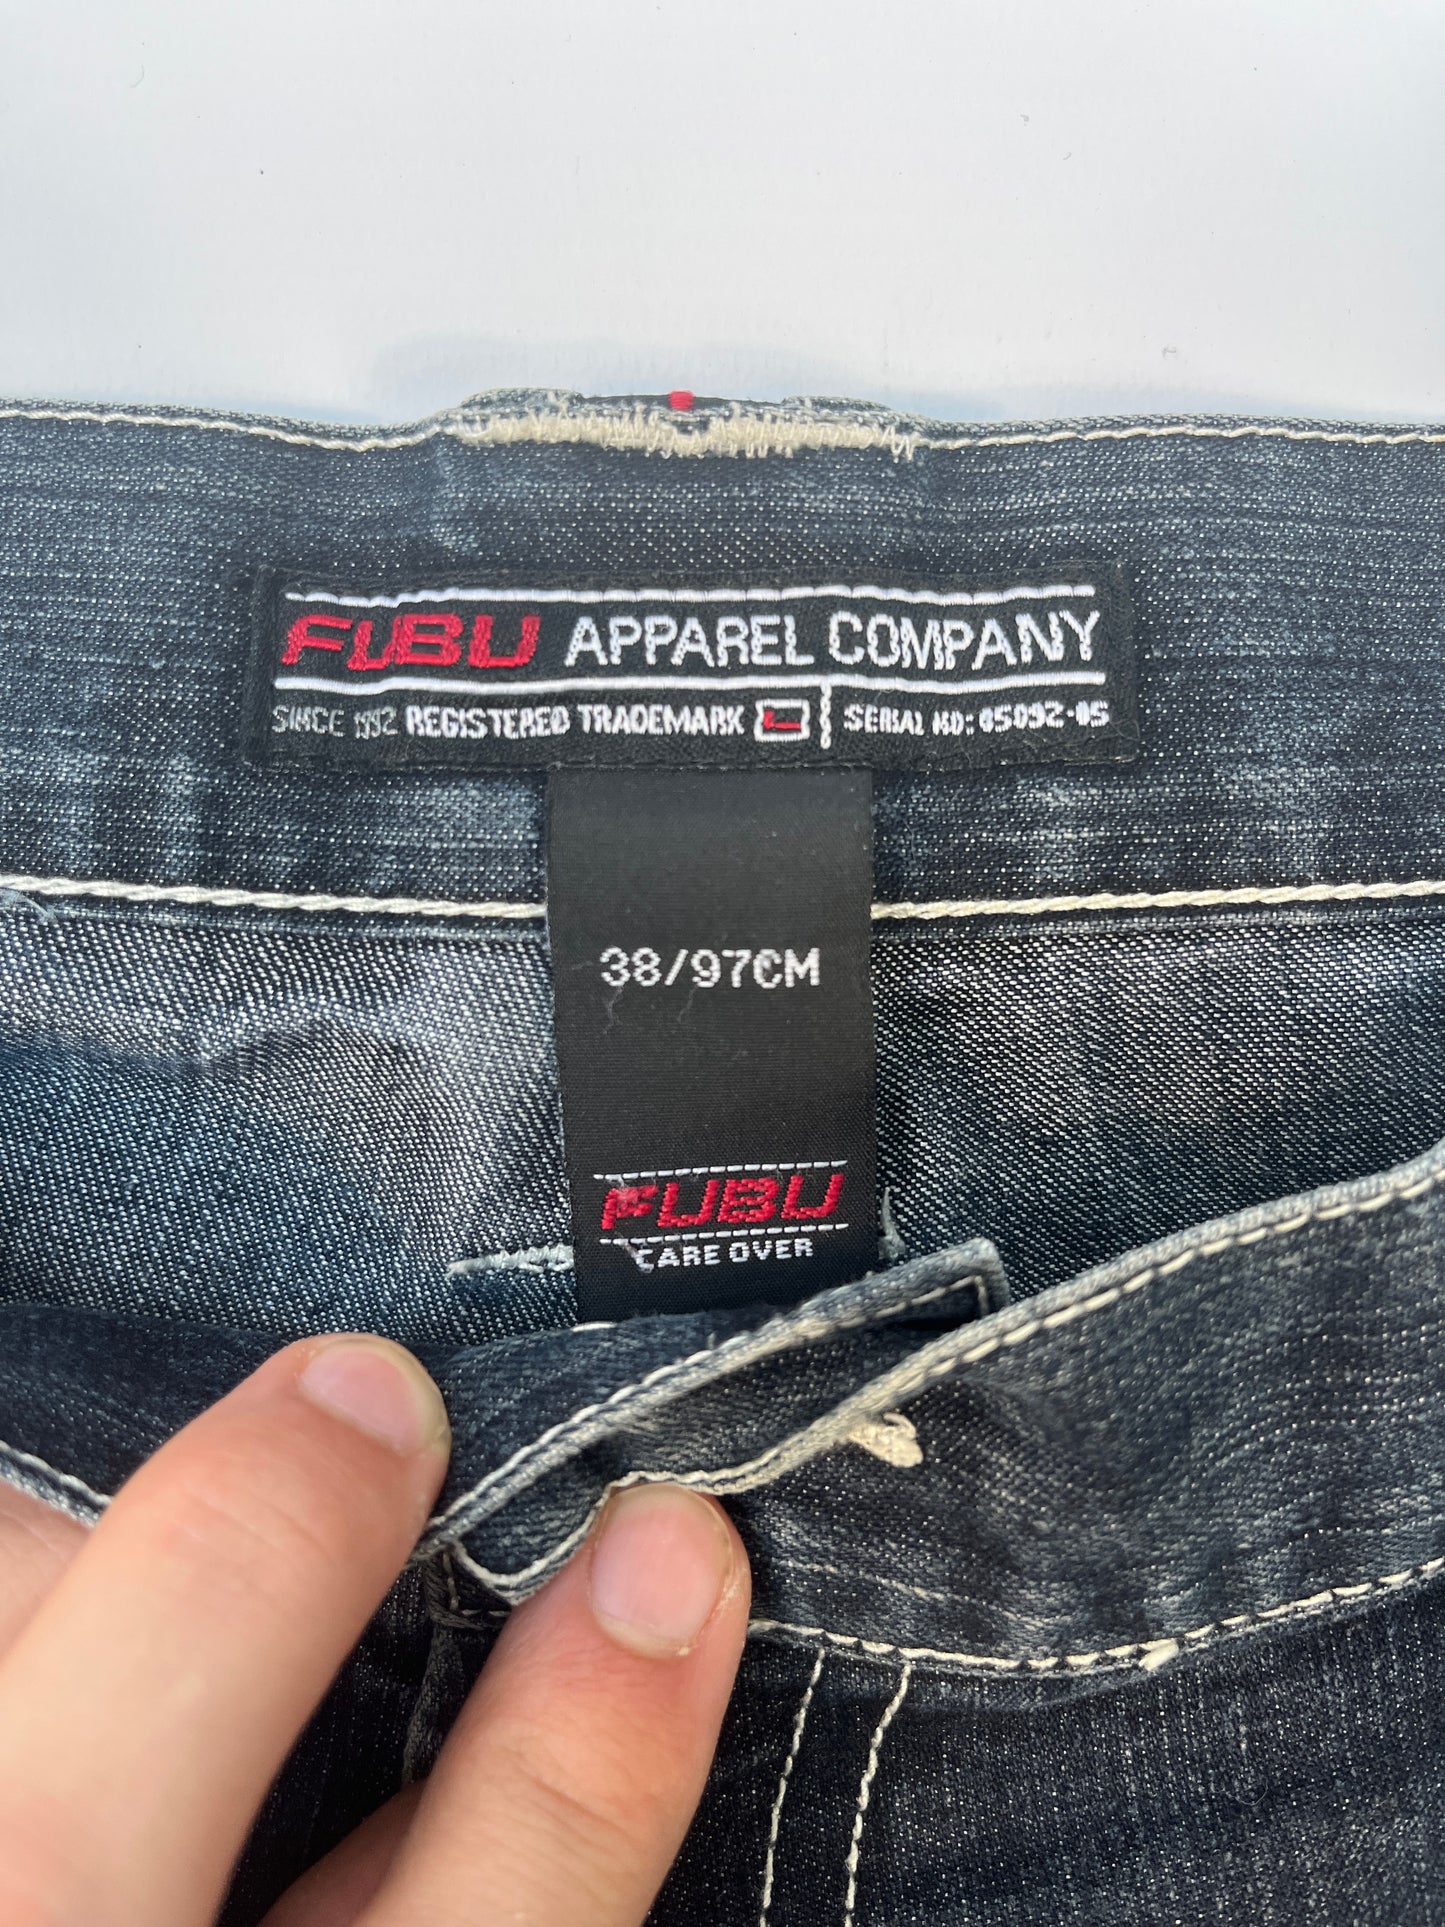 FUBU APPAREL COMPANY
SINCE 1992 REGISTERED TRADEMARK SERIAL NO: 05092-05
38/97CM
FUBU
CARE OVER